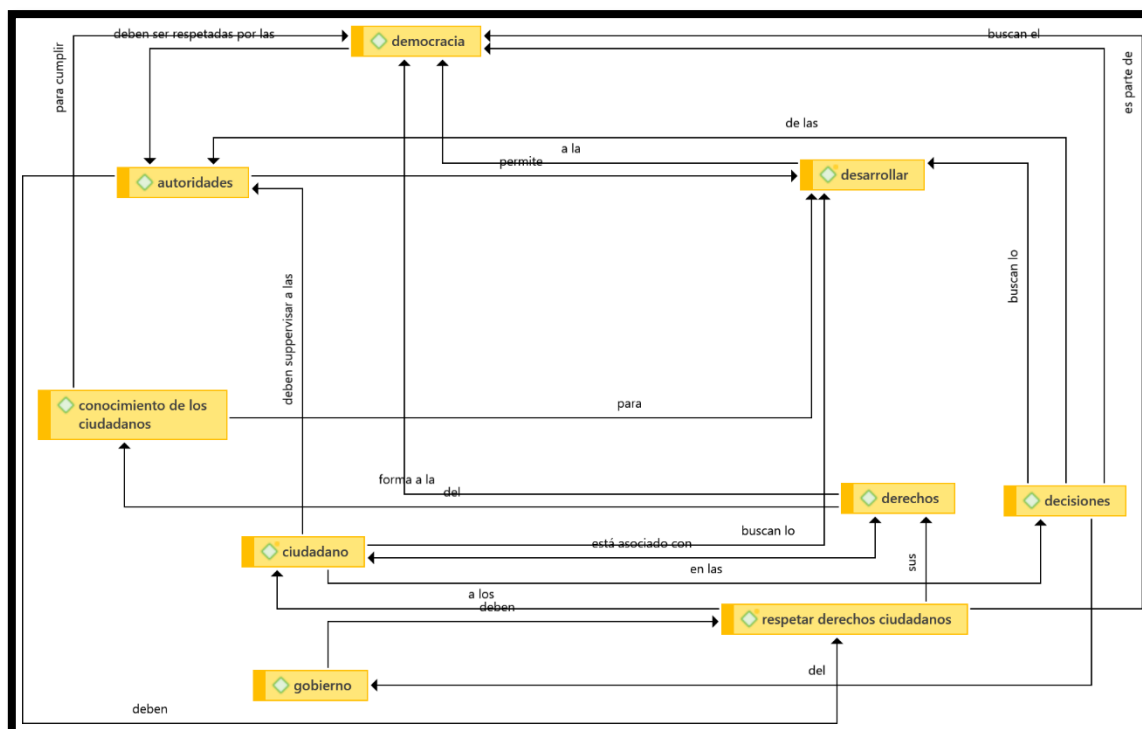 deben ser respetadas por las
democracia
buscan el
para cumplir
es parte de
de las
a la
permite
autoridades
desarrollar
buscan lo
deben suppervisar a las
conocimiento de los
ciudadanos
para
forma a la
del
derechos
decisiones
buscan lo
ciudadano
está asociado con
en las
sus
a los
deben
respetar derechos ciudadanos
gobierno
del
deben